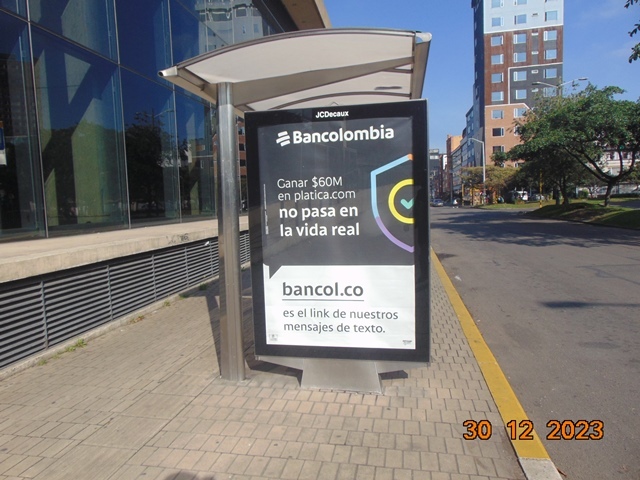 JCDecaux
Bancolombia
Ganar $60M
en platica.com
no pasa en
la vida real
bancol.co
es el link de nuestros
mensajes de texto.
30 12 2023